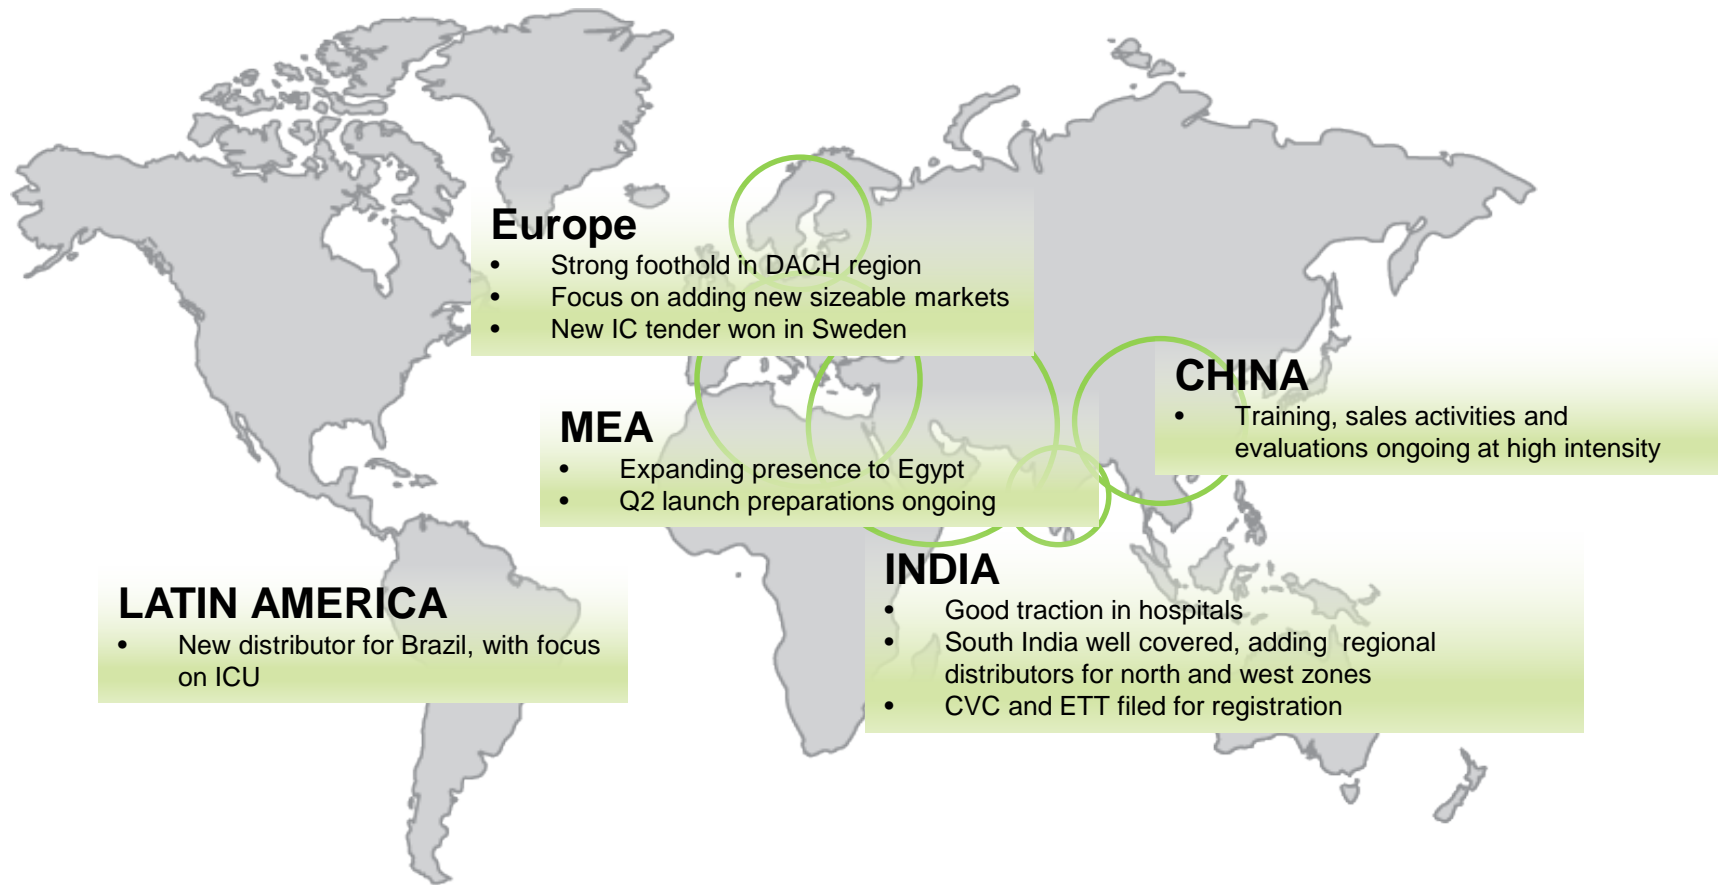 Europe
• Strong foothold in DACH region
• Focus on adding new sizeable markets
• New IC tender won in Sweden
CHINA
• Training, sales activities and
evaluations ongoing at high intensity
MEA
• Expanding presence to Egypt
• Q2 launch preparations ongoing
INDIA
• Good traction in hospitals
• South India well covered, adding  regional
distributors for north and west zones
• CVC and ETT filed for registration
LATIN AMERICA
• New distributor for Brazil, with focus
on ICU